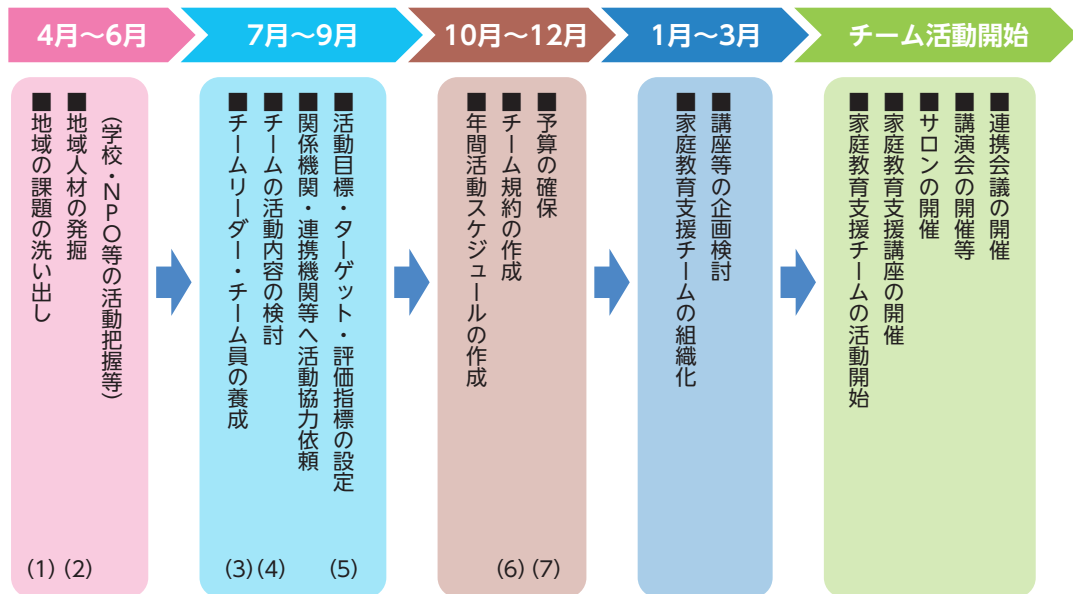 4月～6月
■地域の課題の洗い出し
(1)
■地域人材の発掘
(2)
(学校・NPO等の活動把握等)
7月～9月
■チームリーダー・チーム員の養成
(3)
■チームの活動内容の検討
(4)
■関係機関・連携機関等へ活動協力依頼
■活動目標・ターゲット・評価指標の設定
(5)
10月～12月
■年間活動スケジュールの作成
■チーム規約の作成
(6)
■予算の確保
(7)
1月～3月
■家庭教育支援チームの組織化
■講座等の企画検討
チーム活動開始
■家庭教育支援チームの活動開始
■家庭教育支援講座の開催
■サロンの開催
■講演会の開催等
■連携会議の開催